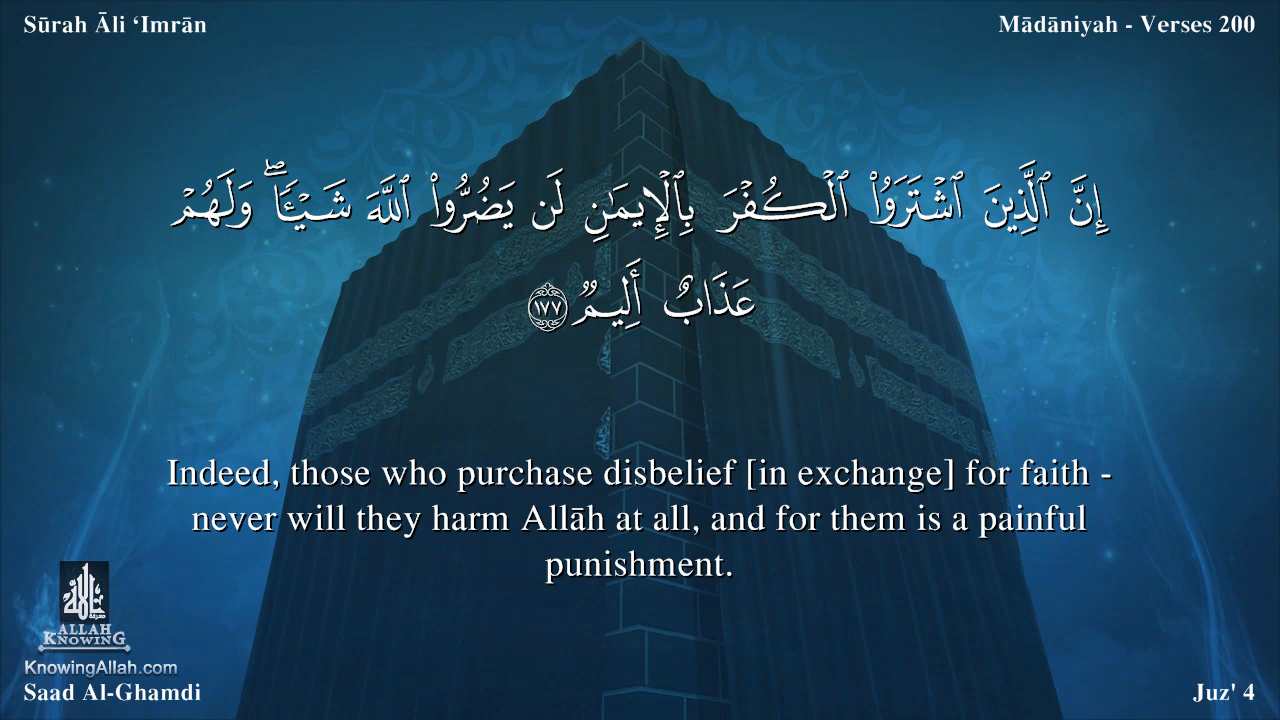 Sūrah Āli ‘Imrān
Mādāniyah - Verses 200
إِنَّ ٱلَّذِينَ ٱشْتَرَوُا۟ ٱلْكُفْرَ بِٱلْإِيمَـٰنِ لَن يَضُرُّوا۟ ٱللَّهَ شَيْـًٔا ۖ وَلَهُمْ
عَذَابٌ أَلِيمٌ ١٧٧
Indeed, those who purchase disbelief [in exchange] for faith -
never will they harm Allāh at all, and for them is a painful
punishment.
ALLAH
KNOWING
KnowingAllah.com
Saad Al-Ghamdi
Juz' 4